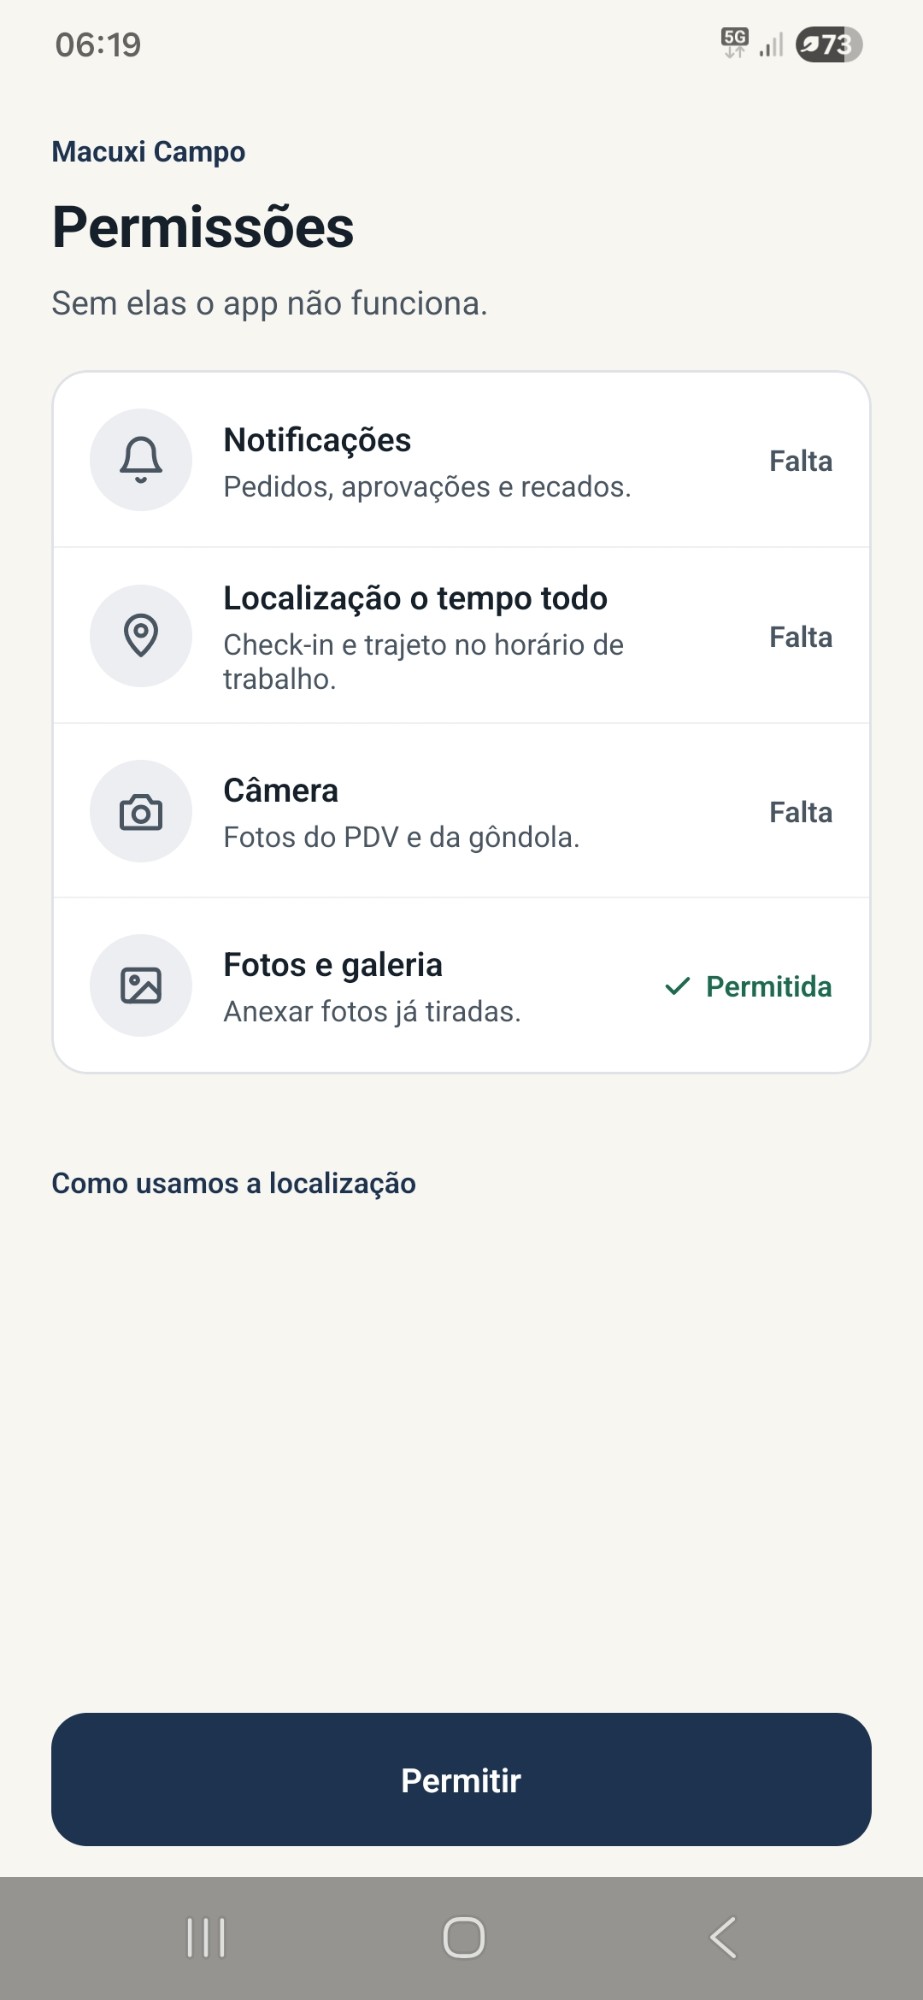 06:19
5G
73
Macuxi Campo
Permissões
Sem elas o app não funciona.
Notificações
Pedidos, aprovações e recados.
Falta
Localização o tempo todo
Check-in e trajeto no horário de
trabalho.
Falta
Câmera
Fotos do PDV e da gôndola.
Falta
Fotos e galeria
Anexar fotos já tiradas.
Permitida
Como usamos a localização
Permitir